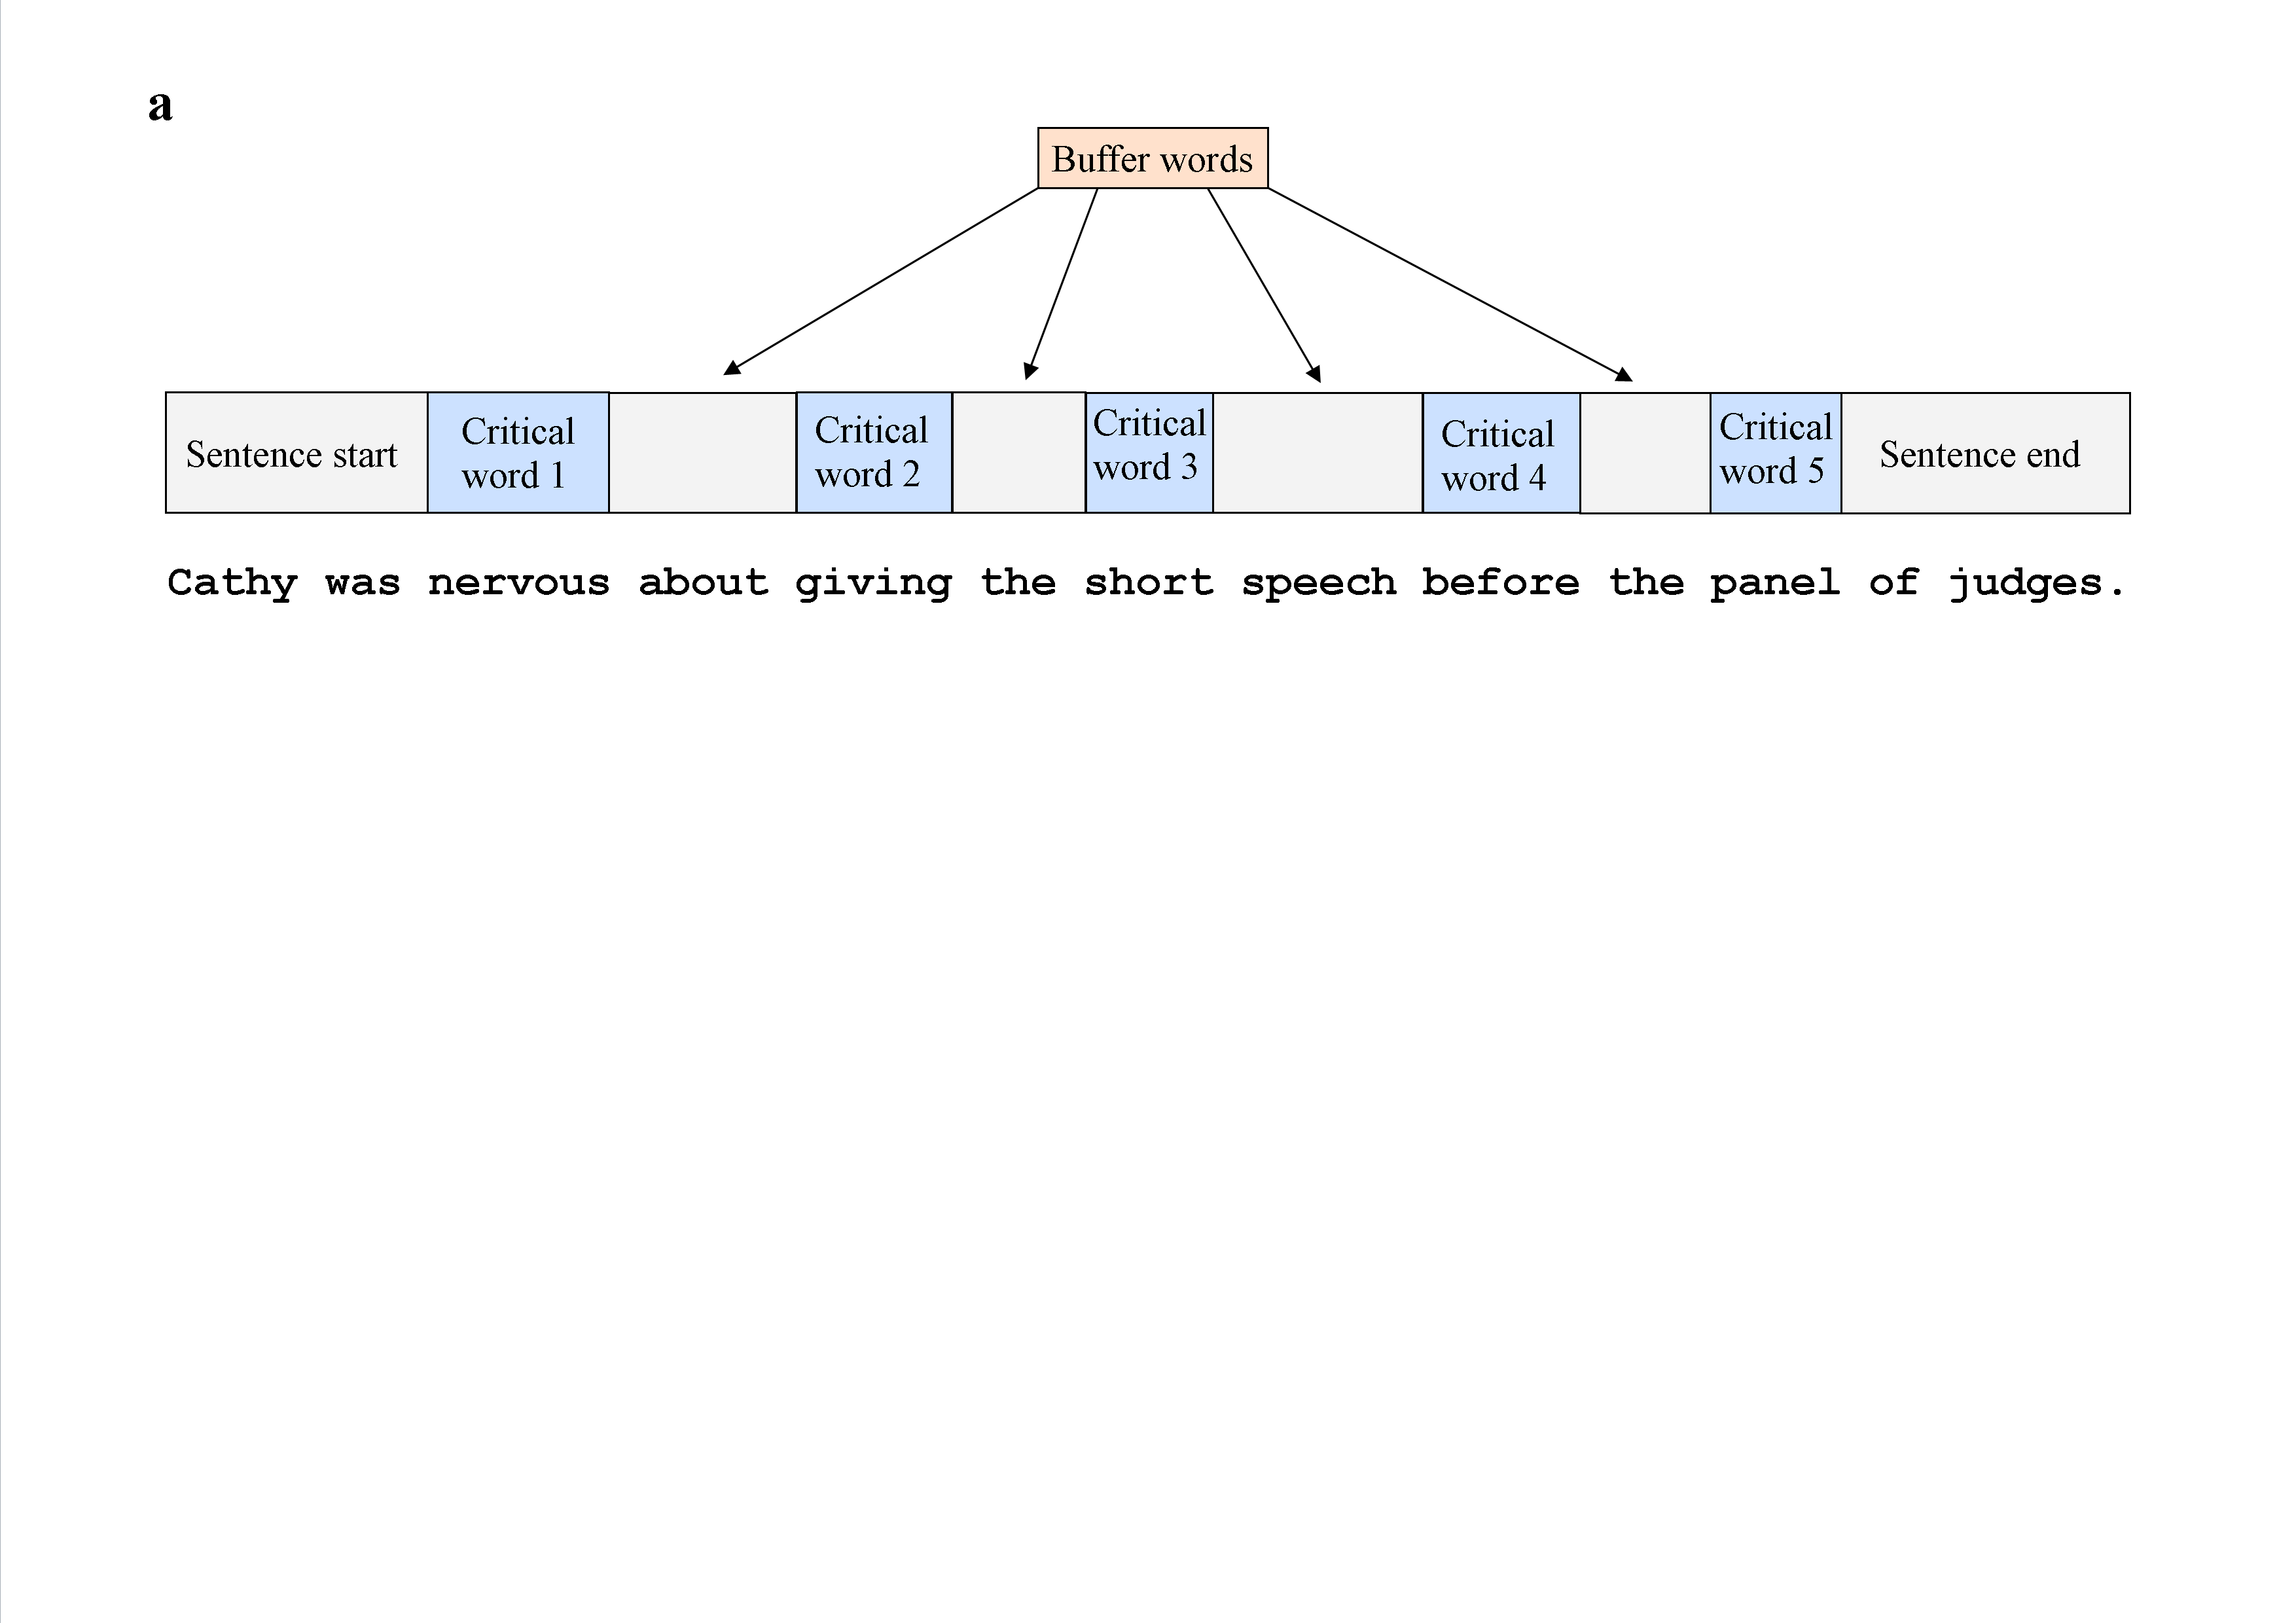 a
Buffer words
Sentence start
Critical
word 1
Critical
word 2
Critical
word 3
Critical
word 4
Critical
word 5
Sentence end
Cathy was nervous about giving the short speech before the panel of judges.